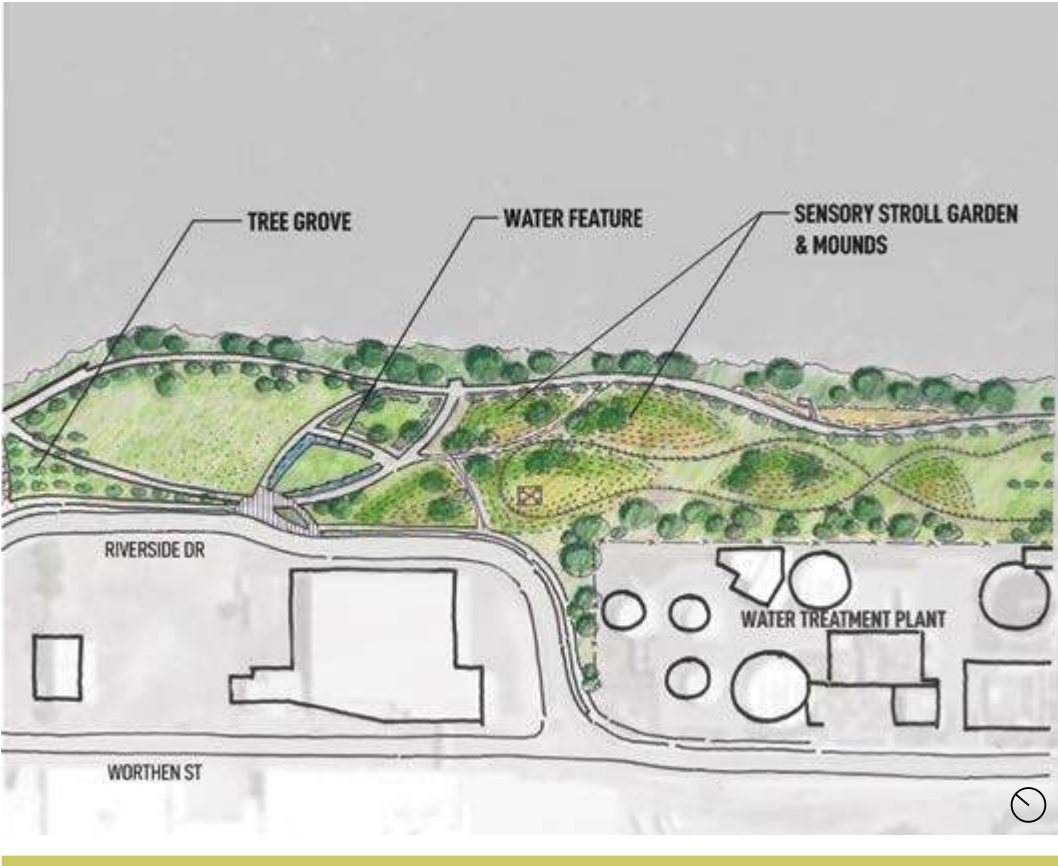 TREE GROVE
WATER FEATURE
SENSORY STROLL GARDEN
& MOUNDS
RIVERSIDE DR
WATER TREATMENT PLANT
WORTHEN ST